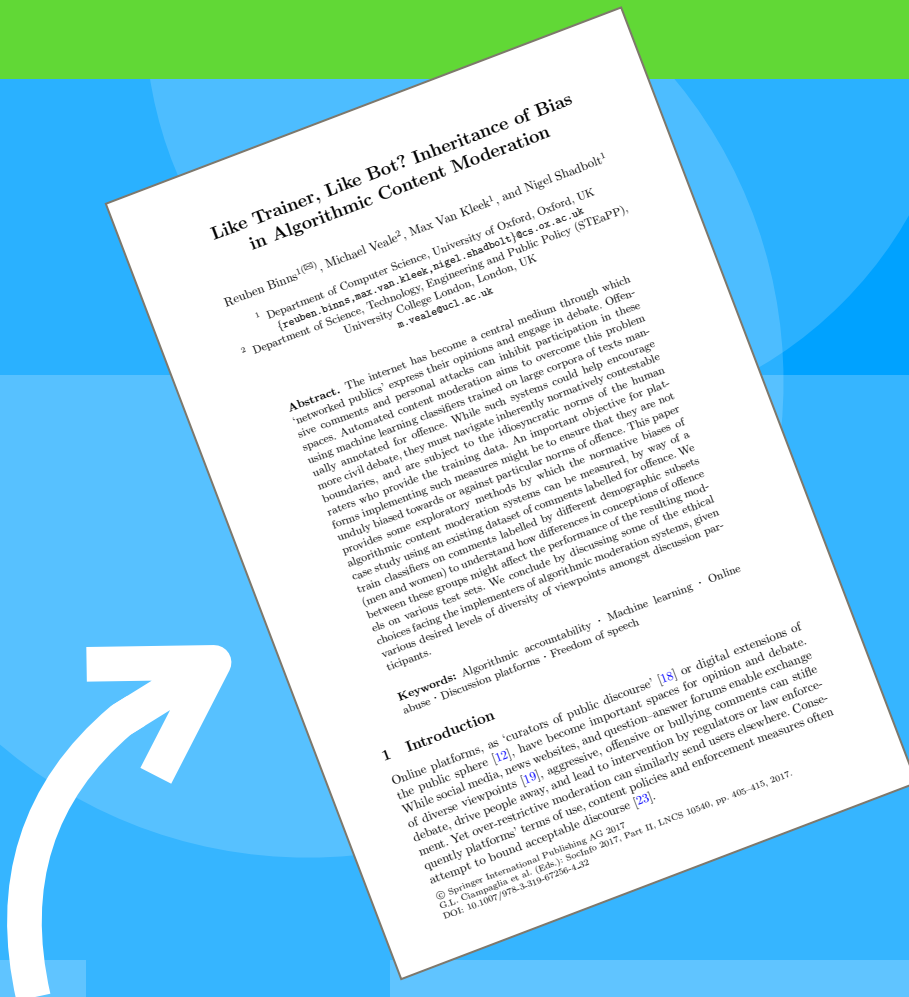 Like Trainer, Like Bot? Inheritance of Bias
in Algorithmic Content Moderation
Reuben Binns1(✉), Michael Veale2, Max Van Kleek1, and Nigel Shadbolt1
1 Department of Computer Science, University of Oxford, Oxford, UK
{reuben.binns,max.van.kleek,nigel.shadbolt}@cs.ox.ac.uk
2 Department of Science, Technology, Engineering and Public Policy (STEaPP),
University College London, London, UK
m.veale@ucl.ac.uk
Abstract. The internet has become a central medium through which
'networked publics' express their opinions and engage in debate. Offen-
sive comments and personal attacks can inhibit participation in these
spaces. Automated content moderation aims to overcome this problem
using machine learning classifiers trained on large corpora of texts man-
ually annotated for offence. While such systems could help encourage
more civil debate, they must navigate inherently normatively contestable
boundaries, and are subject to the idiosyncratic norms of the human
raters who provide the training data. An important objective for plat-
forms implementing such measures might be to ensure that they are not
unduly biased towards or against particular norms of offence. This paper
provides some exploratory methods by which the normative biases of
algorithmic content moderation systems can be measured, by way of a
case study using an existing dataset of comments labelled for offence. We
train classifiers on comments labelled by different demographic subsets
(men and women) to understand how differences in conceptions of offence
between these groups might affect the performance of the resulting mod-
els on various test sets. We conclude by discussing some of the ethical
choices facing the implementers of algorithmic moderation systems, given
various desired levels of diversity of viewpoints amongst discussion par-
ticipants.
Keywords: Algorithmic accountability · Machine learning · Online
abuse · Discussion platforms · Freedom of speech
1 Introduction
Online platforms, as 'curators of public discourse' [18] or digital extensions of
the public sphere [12], have become important spaces for opinion and debate.
While social media, news websites, and question–answer forums enable exchange
of diverse viewpoints [19], aggressive, offensive or bullying comments can stifle
debate, drive people away, and lead to intervention by regulators or law enforce-
ment. Yet over-restrictive moderation can similarly send users elsewhere. Conse-
quently platforms' terms of use, content policies and enforcement measures often
attempt to bound acceptable discourse [23].
© Springer International Publishing AG 2017
G.L. Ciampaglia et al. (Eds.): SocInfo 2017, Part II, LNCS 10540, pp. 405–415, 2017.
DOI: 10.1007/978-3-319-67256-4_32